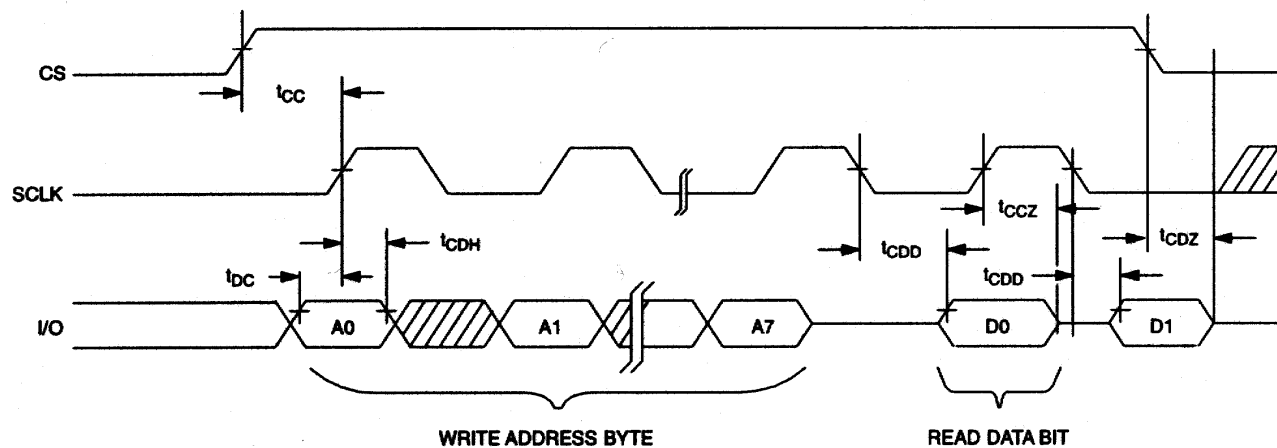 CS
tCC
SCLK
tCCZ
tCDH
tCDD
tCDZ
tDC
tCDD
I/O
A0
A1
A7
D0
D1
WRITE ADDRESS BYTE
READ DATA BIT